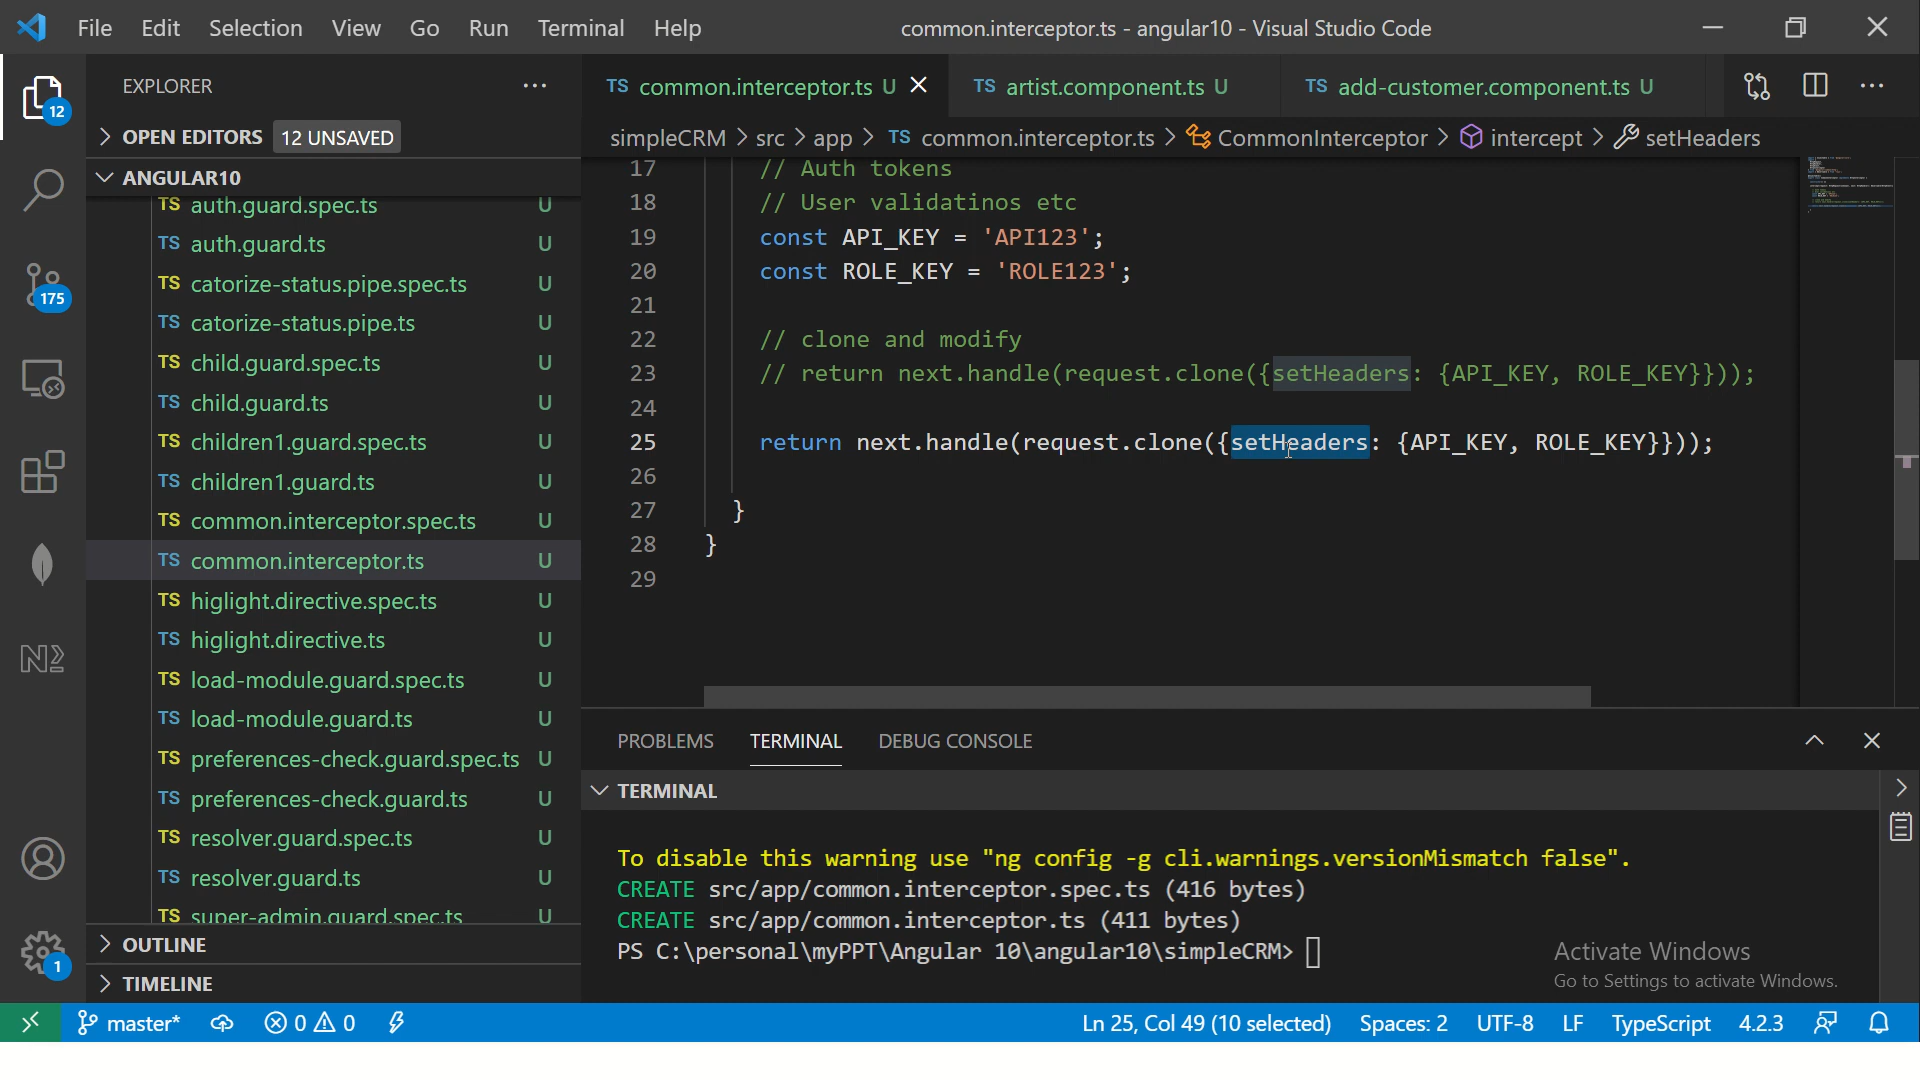 File Edit Selection View Go Run Terminal Help common.interceptor.ts - angular10 - Visual Studio Code
EXPLORER
12
OPEN EDITORS 12 UNSAVED
ANGULAR10
TS auth.guard.spec.ts U
TS auth.guard.ts U
TS catorize-status.pipe.spec.ts U
175
TS catorize-status.pipe.ts U
TS child.guard.spec.ts U
TS child.guard.ts U
TS children1.guard.spec.ts U
TS children1.guard.ts U
TS common.interceptor.spec.ts U
TS common.interceptor.ts U
TS higlight.directive.spec.ts U
TS higlight.directive.ts U
TS load-module.guard.spec.ts U
TS load-module.guard.ts U
TS preferences-check.guard.spec.ts U
TS preferences-check.guard.ts U
TS resolver.guard.spec.ts U
TS resolver.guard.ts U
TS super-admin.guard.spec.ts U
OUTLINE
1
TIMELINE
TS common.interceptor.ts U TS artist.component.ts U TS add-customer.component.ts U
simpleCRM > src > app > TS common.interceptor.ts > CommonInterceptor > intercept > setHeaders
17 // Auth tokens
18 // User validatinos etc
19 const API_KEY = 'API123';
20 const ROLE_KEY = 'ROLE123';
21
22 // clone and modify
23 // return next.handle(request.clone({setHeaders: {API_KEY, ROLE_KEY}}));
24
25 return next.handle(request.clone({setHeaders: {API_KEY, ROLE_KEY}}));
26
27 }
28 }
29
PROBLEMS TERMINAL DEBUG CONSOLE
TERMINAL
To disable this warning use "ng config -g cli.warnings.versionMismatch false".
CREATE src/app/common.interceptor.spec.ts (416 bytes)
CREATE src/app/common.interceptor.ts (411 bytes)
PS C:\personal\myPPT\Angular 10\angular10\simpleCRM>
Activate Windows
Go to Settings to activate Windows.
master* 0 0 Ln 25, Col 49 (10 selected) Spaces: 2 UTF-8 LF TypeScript 4.2.3